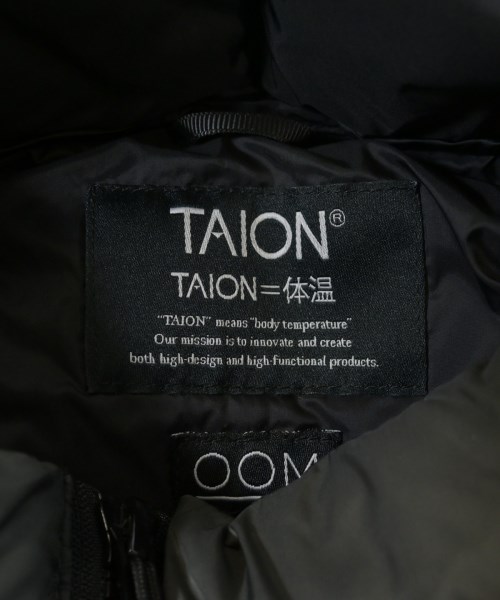 TAION®
TAION=体温
"TAION" means "body temperature"
Our mission is to innovate and create
both high-design and high-functional products.
OOM